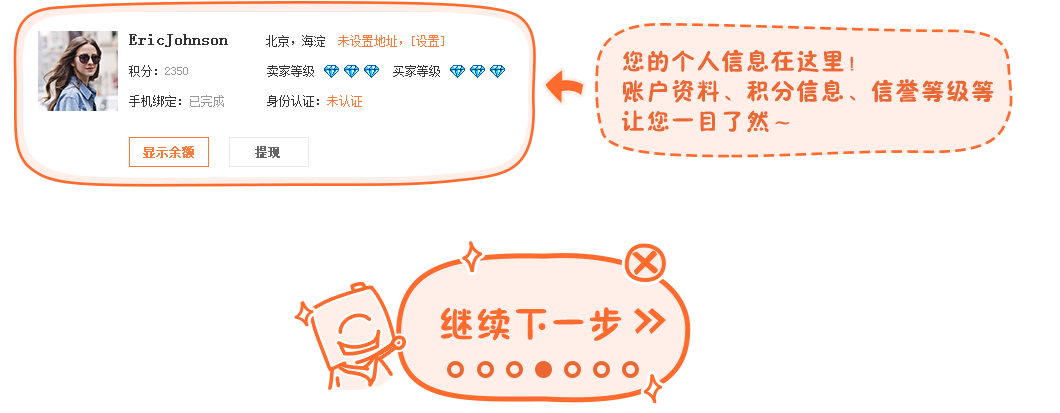 EricJohnson 北京，海淀 未设置地址，[设置]
积分：2350 卖家等级 买家等级
手机绑定：已完成 身份认证：未认证
显示余额 提现
您的个人信息在这里！
账户资料、积分信息、信誉等级等
让您一目了然~
继续下一步 >>